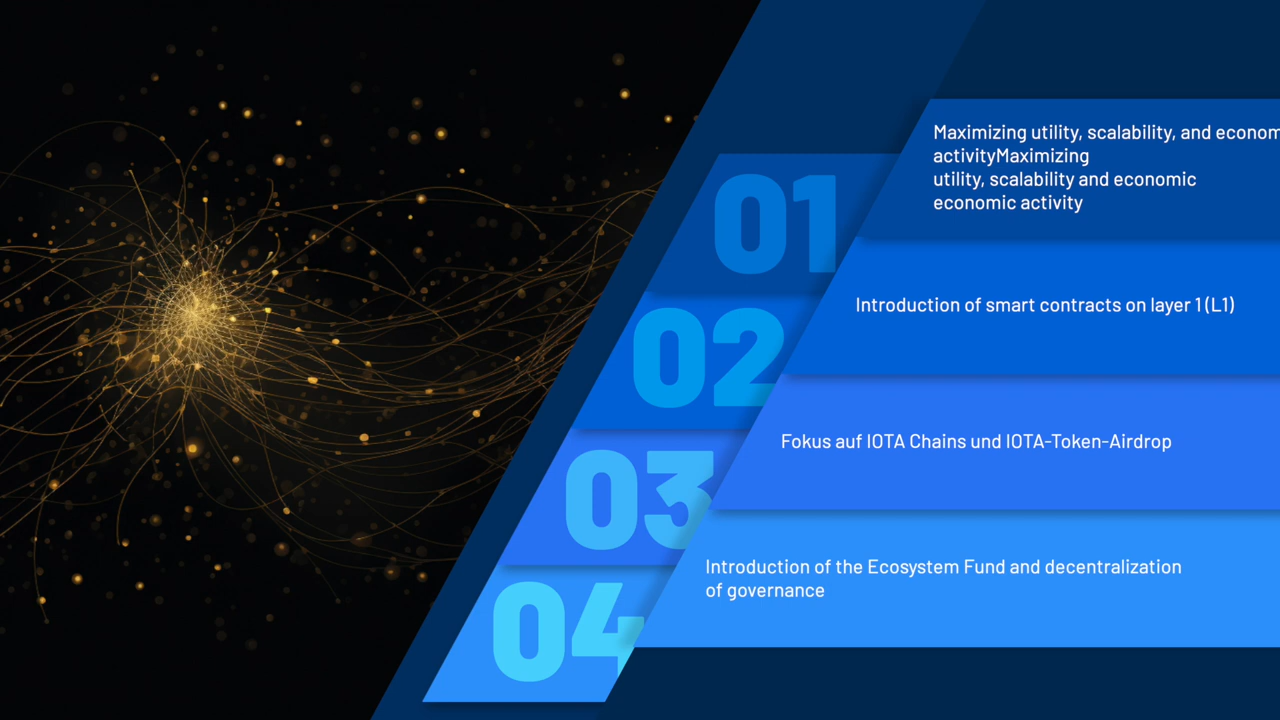 01
Maximizing utility, scalability, and econom
activityMaximizing
utility, scalability and economic
economic activity
02
Introduction of smart contracts on layer 1 (L1)
03
Fokus auf IOTA Chains und IOTA-Token-Airdrop
04
Introduction of the Ecosystem Fund and decentralization
of governance